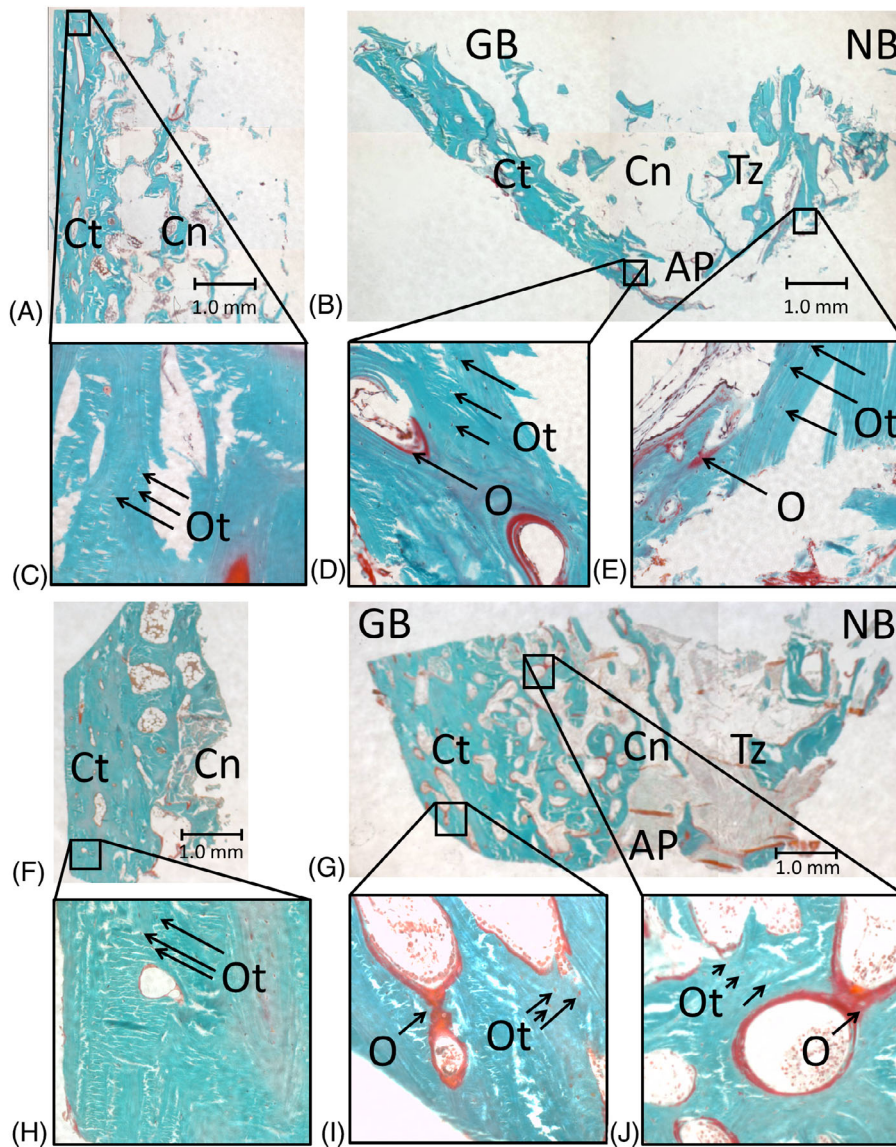 GB
NB
Ct
Cn
Ct
Cn
Tz
AP
1.0 mm
1.0 mm
(A)
(B)
Ot
Ot
O
Ot
O
(C)
(D)
(E)
GB
NB
Ct
Cn
Ct
Cn
Tz
AP
1.0 mm
1.0 mm
(F)
(G)
Ot
O
Ot
Ot
O
(H)
(I)
(J)